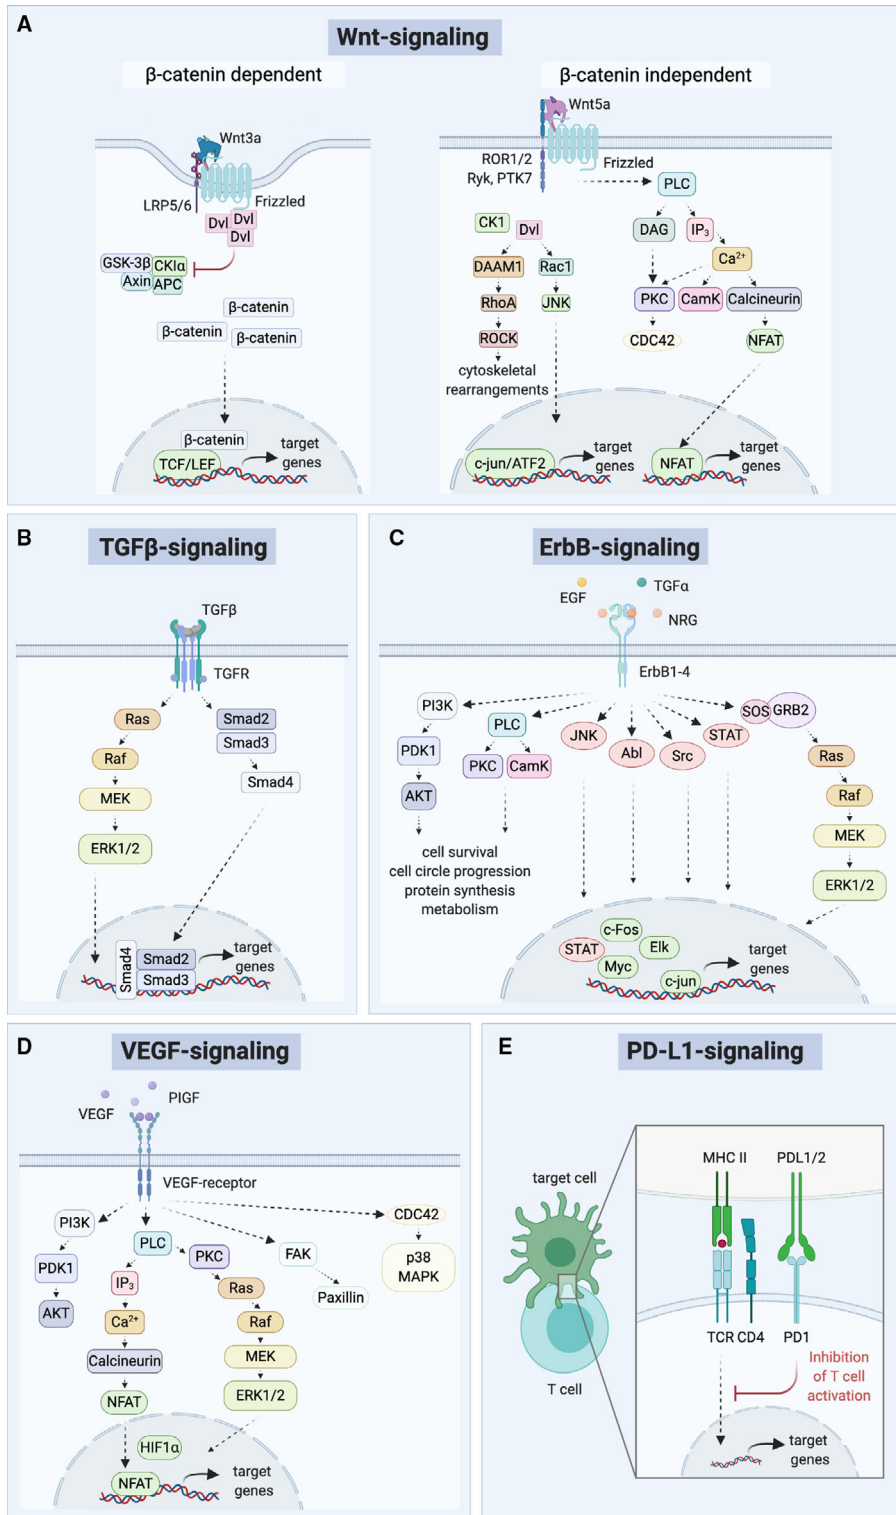 A
Wnt-signaling
β-catenin dependent
Wnt3a
LRP5/6
Frizzled
Dvl
Dvl
Dvl
GSK-3β
CKIα
Axin
APC
β-catenin
β-catenin
β-catenin
β-catenin
TCF/LEF
target
genes
β-catenin independent
Wnt5a
ROR1/2
Ryk, PTK7
Frizzled
PLC
CK1
Dvl
DAG
IP3
Ca2+
DAAM1
Rac1
RhoA
JNK
PKC
CamK
Calcineurin
ROCK
CDC42
NFAT
cytoskeletal
rearrangements
c-jun/ATF2
target
genes
NFAT
target
genes
B
TGFβ-signaling
TGFβ
TGFR
Ras
Smad2
Smad3
Raf
Smad4
MEK
ERK1/2
Smad4
Smad2
Smad3
target
genes
C
ErbB-signaling
EGF
TGFα
NRG
ErbB1-4
PI3K
PLC
JNK
Abl
Src
STAT
SOS
GRB2
PDK1
PKC
CamK
Ras
AKT
Raf
MEK
ERK1/2
cell survival
cell circle progression
protein synthesis
metabolism
c-Fos
STAT
Elk
Myc
c-jun
target
genes
D
VEGF-signaling
VEGF
PIGF
VEGF-receptor
PI3K
PLC
PKC
FAK
CDC42
PDK1
IP3
Ras
Paxillin
p38
MAPK
AKT
Ca2+
Raf
Calcineurin
MEK
NFAT
ERK1/2
HIF1α
NFAT
target
genes
E
PD-L1-signaling
target cell
T cell
MHC II
PDL1/2
TCR
CD4
PD1
Inhibition
of T cell
activation
target
genes